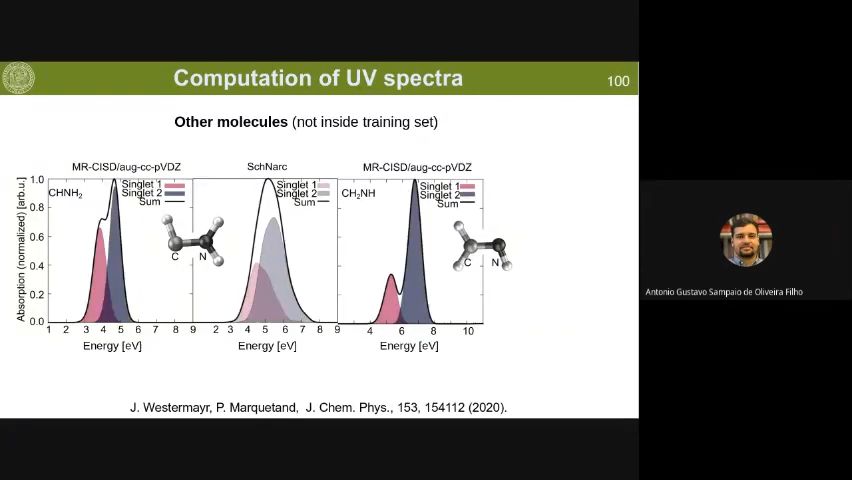 Computation of UV spectra
100
Other molecules (not inside training set)
MR-CISD/aug-cc-pVDZ
SchNarc
MR-CISD/aug-cc-pVDZ
Absorption (normalized) [arb.u.]
1.0
0.8
0.6
0.4
0.2
0.0
CHNH2
Singlet 1
Singlet 2
Sum
C N
1 2 3 4 5 6 7 8 9
Energy [eV]
Singlet 1
Singlet 2
Sum
2 3 4 5 6 7 8 9
Energy [eV]
CH2NH
Singlet 1
Singlet 2
Sum
C N
4 6 8 10
Energy [eV]
J. Westermayr, P. Marquetand, J. Chem. Phys., 153, 154112 (2020).
Antonio Gustavo Sampaio de Oliveira Filho